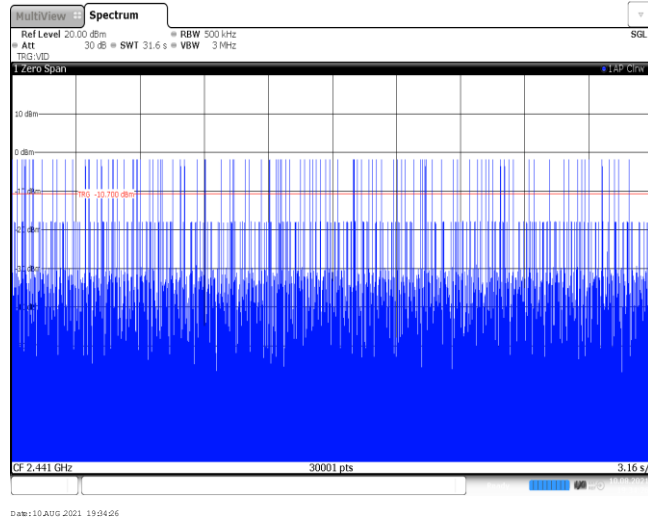 MultiView Spectrum
Ref Level 20.00 dBm RBW 500 kHz SGL
Att 30 dB SWT 31.6 s VBW 3 MHz
TRG:VID
1 Zero Span 1AP Clrw
10 dBm
0 dBm
TRG -10.700 dBm
CF 2.441 GHz 30001 pts 3.16 s/
Date:10.AUG.2021 19:34:26